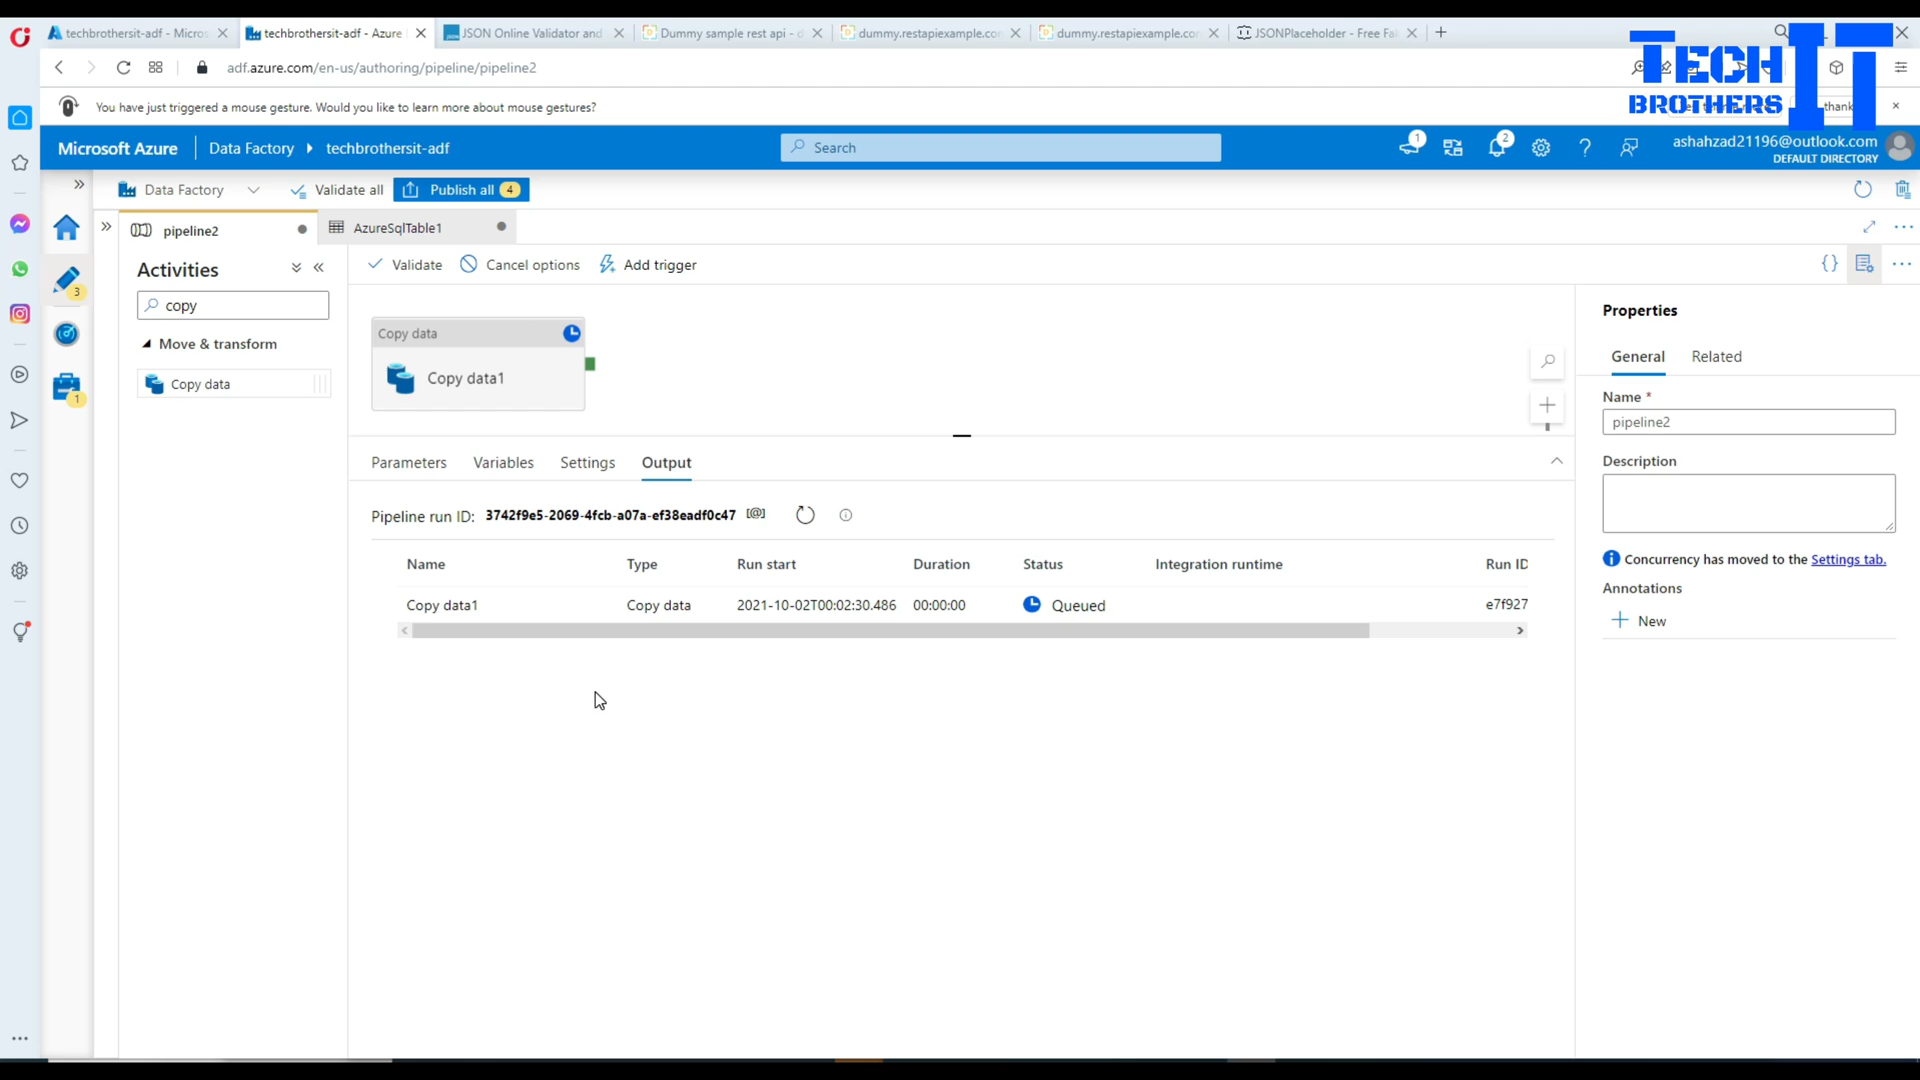 techbrothersit-adf - Micros
techbrothersit-adf - Azure
JSON Online Validator and
Dummy sample rest api - d
dummy.restapiexample.co
dummy.restapiexample.co
JSONPlaceholder - Free Fa
adf.azure.com/en-us/authoring/pipeline/pipeline2
TECH IT
BROTHERS
You have just triggered a mouse gesture. Would you like to learn more about mouse gestures?
thank
Microsoft Azure
Data Factory
techbrothersit-adf
Search
1
2
ashahzad21196@outlook.com
DEFAULT DIRECTORY
Data Factory
Validate all
Publish all
4
pipeline2
AzureSqlTable1
3
1
Activities
copy
Move & transform
Copy data
Validate
Cancel options
Add trigger
Copy data
Copy data1
Parameters
Variables
Settings
Output
Pipeline run ID: 3742f9e5-2069-4fcb-a07a-ef38eadf0c47
Name Type Run start Duration Status Integration runtime Run ID
Copy data1 Copy data 2021-10-02T00:02:30.486 00:00:00 Queued e7f927
Properties
General
Related
Name *
pipeline2
Description
Concurrency has moved to the Settings tab.
Annotations
New